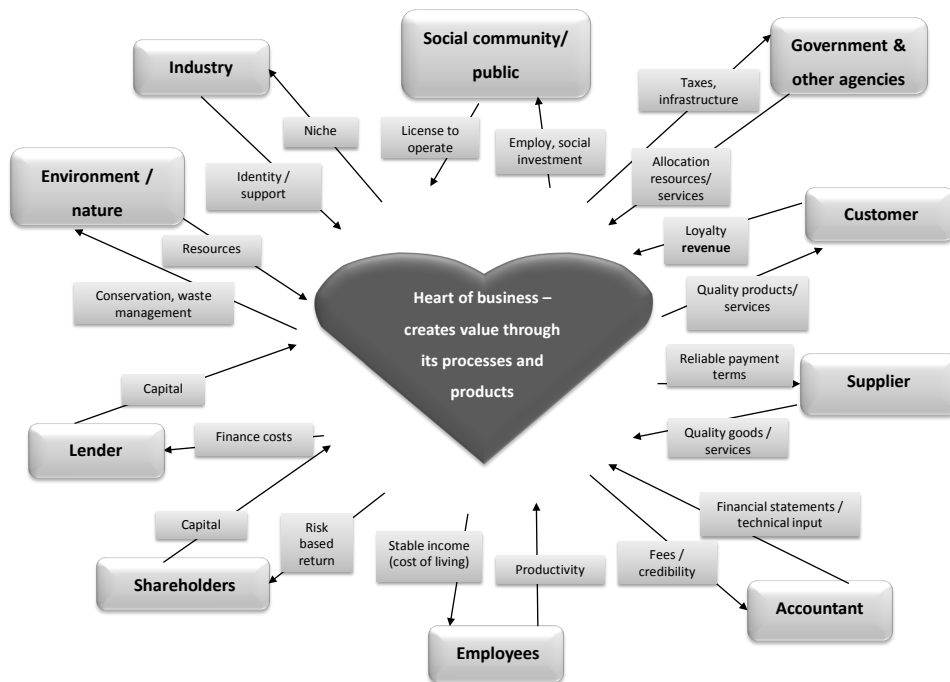 Social community/
public
Government &
other agencies
Industry
Taxes,
infrastructure
Niche
License to
operate
Employ, social
investment
Identity /
support
Allocation
resources/
services
Environment /
nature
Customer
Loyalty
revenue
Resources
Quality products/
services
Conservation, waste
management
Heart of business –
creates value through
its processes and
products
Reliable payment
terms
Supplier
Capital
Lender
Finance costs
Quality goods /
services
Capital
Risk
based
return
Stable income
(cost of living)
Productivity
Financial statements /
technical input
Fees /
credibility
Shareholders
Accountant
Employees